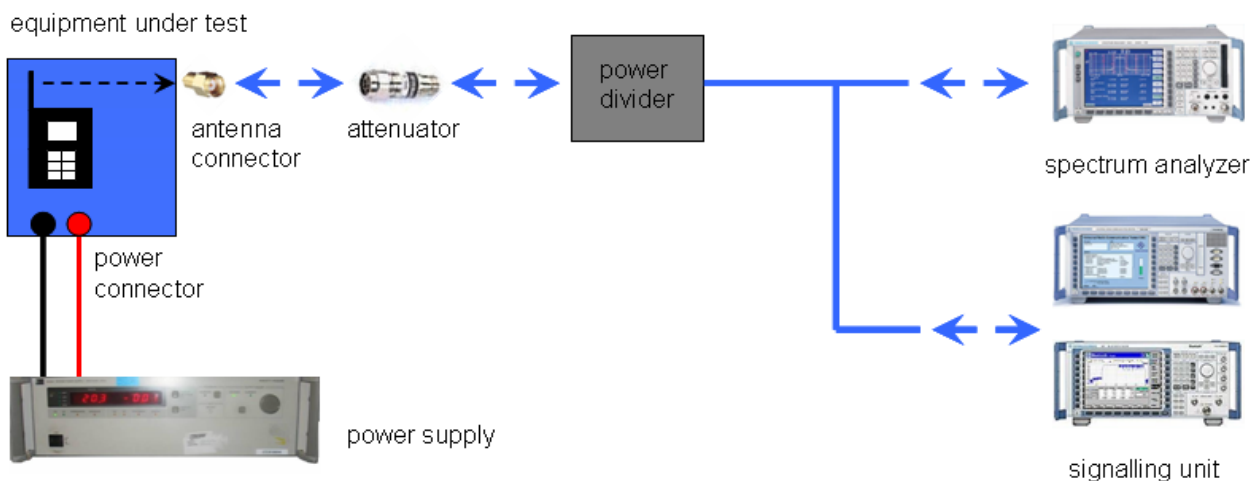 equipment under test
antenna
connector
attenuator
power
divider
spectrum analyzer
power
connector
power supply
signalling unit